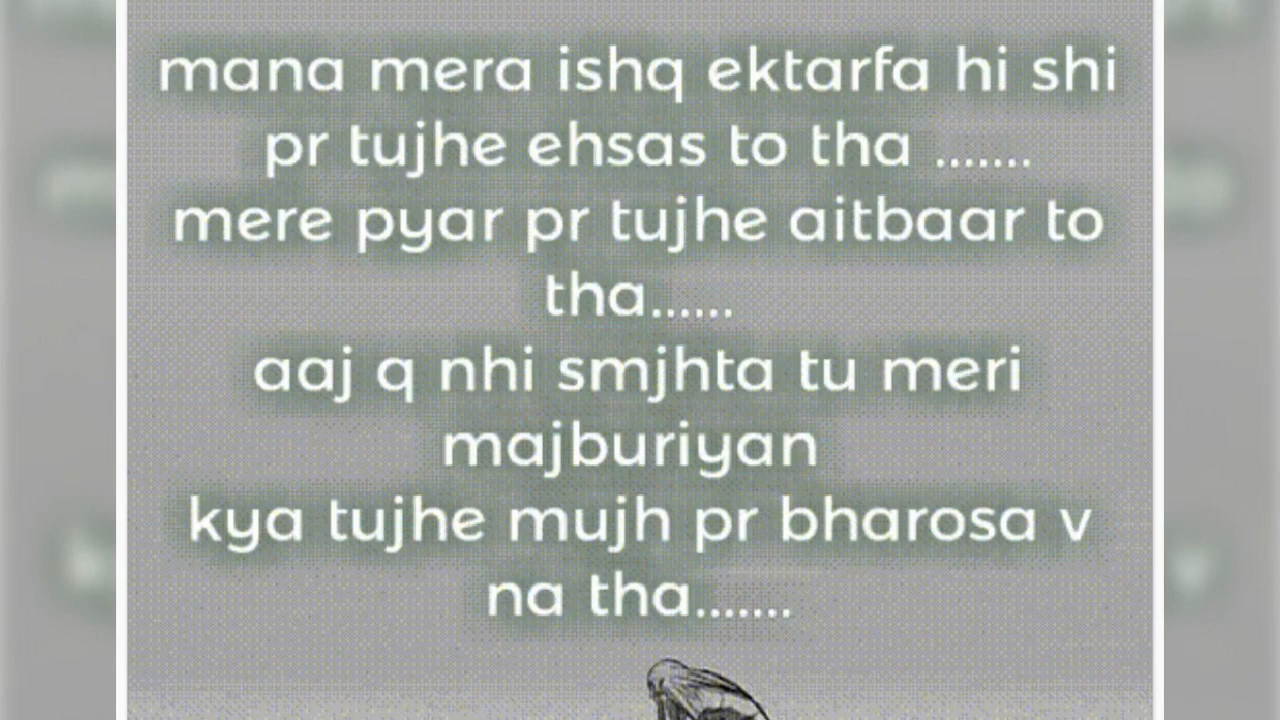 mana mera ishq ektarfa hi shi
pr tujhe ehsas to tha .......
mere pyar pr tujhe aitbaar to
tha......
aaj q nhi smjhta tu meri
majburiyan
kya tujhe mujh pr bharosa v
na tha.......